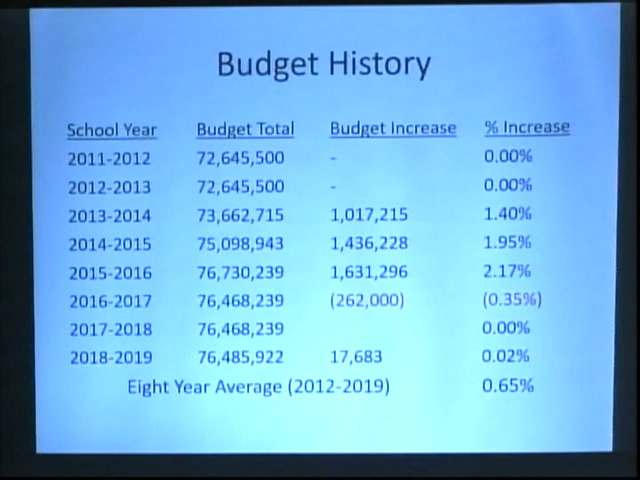 Budget History
School Year Budget Total Budget Increase % Increase
2011-2012 72,645,500 - 0.00%
2012-2013 72,645,500 - 0.00%
2013-2014 73,662,715 1,017,215 1.40%
2014-2015 75,098,943 1,436,228 1.95%
2015-2016 76,730,239 1,631,296 2.17%
2016-2017 76,468,239 (262,000) (0.35%)
2017-2018 76,468,239 0.00%
2018-2019 76,485,922 17,683 0.02%
Eight Year Average (2012-2019) 0.65%